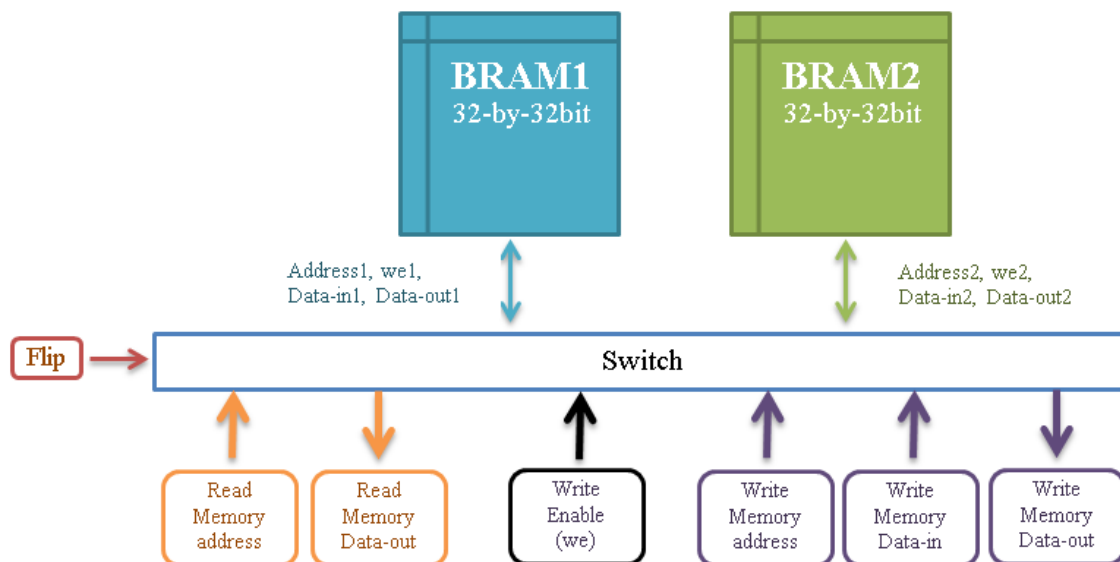 BRAM1
32-by-32bit
BRAM2
32-by-32bit
Address1, we1,
Data-in1, Data-out1
Address2, we2,
Data-in2, Data-out2
Flip
Switch
Read
Memory
address
Read
Memory
Data-out
Write
Enable
(we)
Write
Memory
address
Write
Memory
Data-in
Write
Memory
Data-out